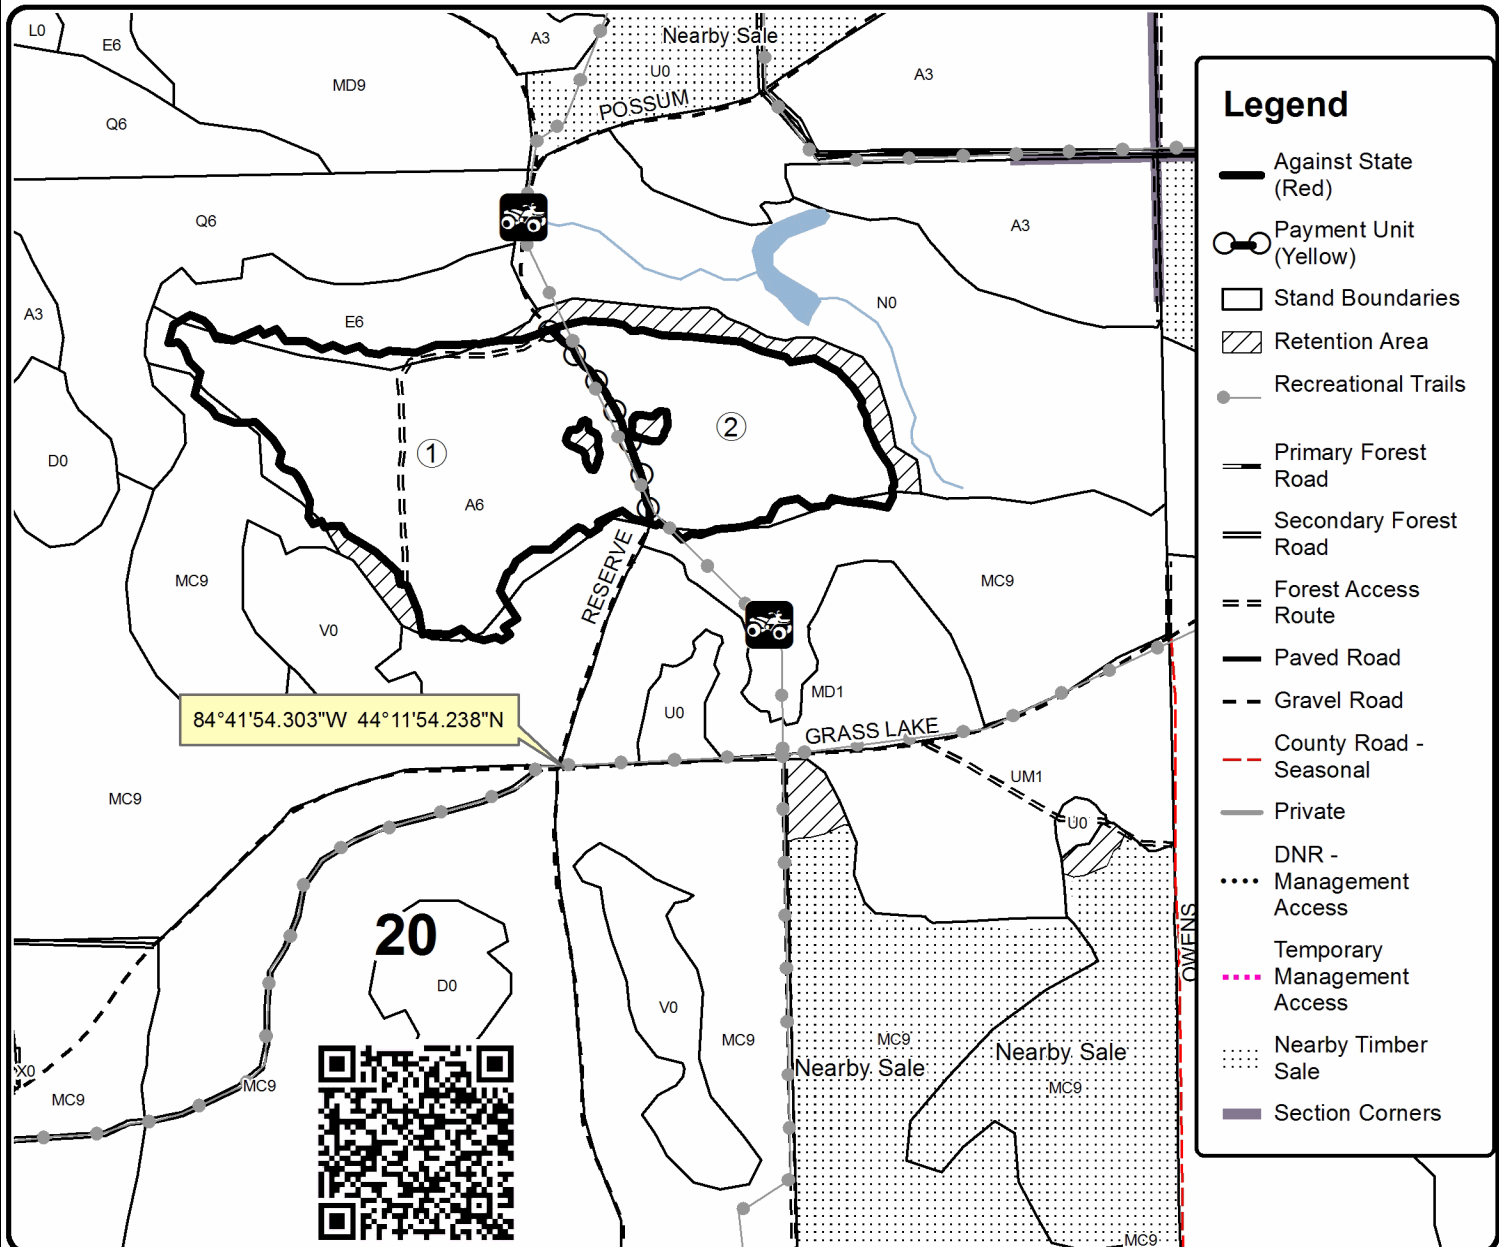 L0
E6
A3
Nearby Sale
U0
MD9
A3
POSSUM
Q6
Q6
A3
N0
A3
E6
2
1
D0
A6
MC9
RESERVE
MC9
V0
MD1
U0
84°41'54.303"W 44°11'54.238"N
GRASS LAKE
UM1
MC9
U0
20
OWENS
D0
V0
MC9
MC9
Nearby Sale
Nearby Sale
MC9
X0
MC9
MC9
MC9
Legend
Against State
(Red)
Payment Unit
(Yellow)
Stand Boundaries
Retention Area
Recreational Trails
Primary Forest
Road
Secondary Forest
Road
Forest Access
Route
Paved Road
Gravel Road
County Road -
Seasonal
Private
DNR -
Management
Access
Temporary
Management
Access
Nearby Timber
Sale
Section Corners